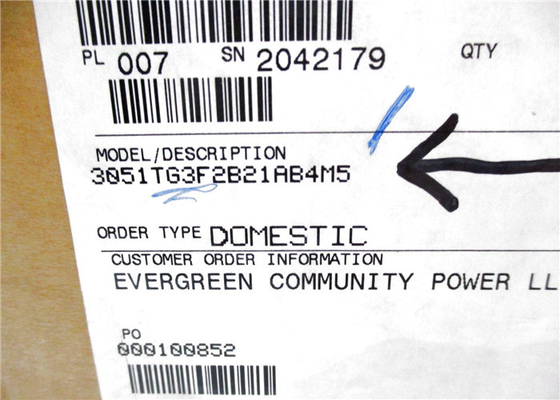 PL 007 SN 2042179 QTY
MODEL/DESCRIPTION
3051TG3F2B21AB4M5
ORDER TYPE DOMESTIC
CUSTOMER ORDER INFORMATION
EVERGREEN COMMUNITY POWER LL
PO
000100852